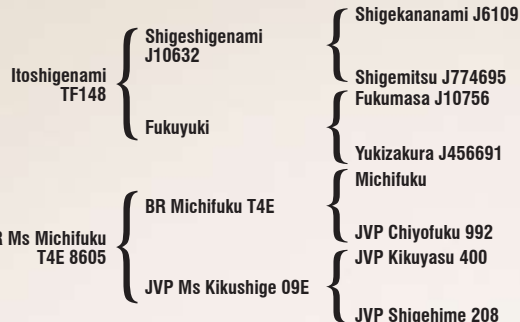 Shigekananami J6109
Shigeshigenami
J10632
Shigemitsu J774695
Itoshigenami
TF148
Fukumasa J10756
Fukuyuki
Yukizakura J456691
Michifuku
BR Michifuku T4E
JVP Chiyofuku 992
R Ms Michifuku
T4E 8605
JVP Kikuyasu 400
JVP Ms Kikushige 09E
JVP Shigehime 208